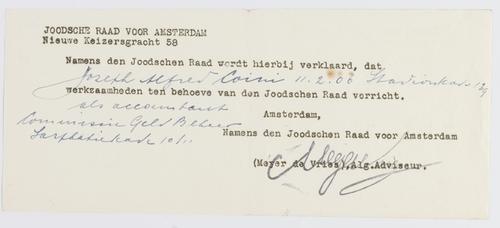 JOODSCHE RAAD VOOR AMSTERDAM
Nieuwe Keizersgracht 58
Namens den Joodschen Raad wordt hierbij verklaard, dat
Joseph Alfred 11.2.00 Stadionkade
werkzaamheden ten behoeve van den Joodschen Raad verricht.
als accountant
Commissie Geld Beheer
Sarphatikade
Amsterdam,
Namens den Joodschen Raad voor Amsterdam
(Meyer de Vries),Alg.Adviseur.